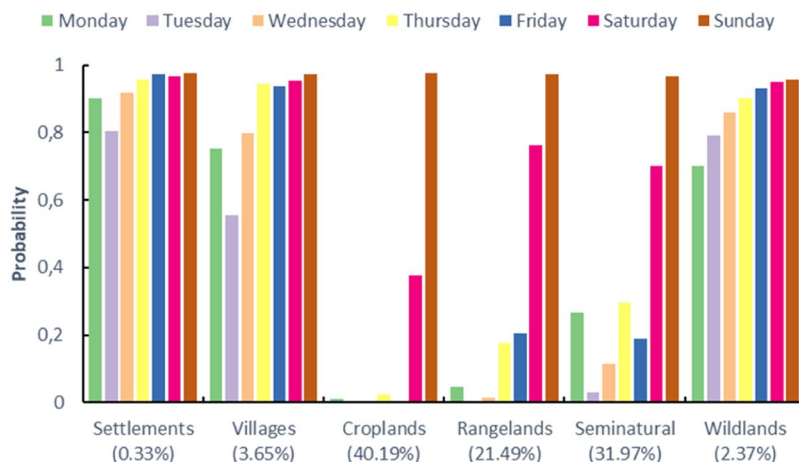 Monday Tuesday Wednesday Thursday Friday Saturday Sunday
1
0,8
0,6
0,4
0,2
0
Probability
Settlements Villages Croplands Rangelands Seminatural Wildlands
(0.33%) (3.65%) (40.19%) (21.49%) (31.97%) (2.37%)